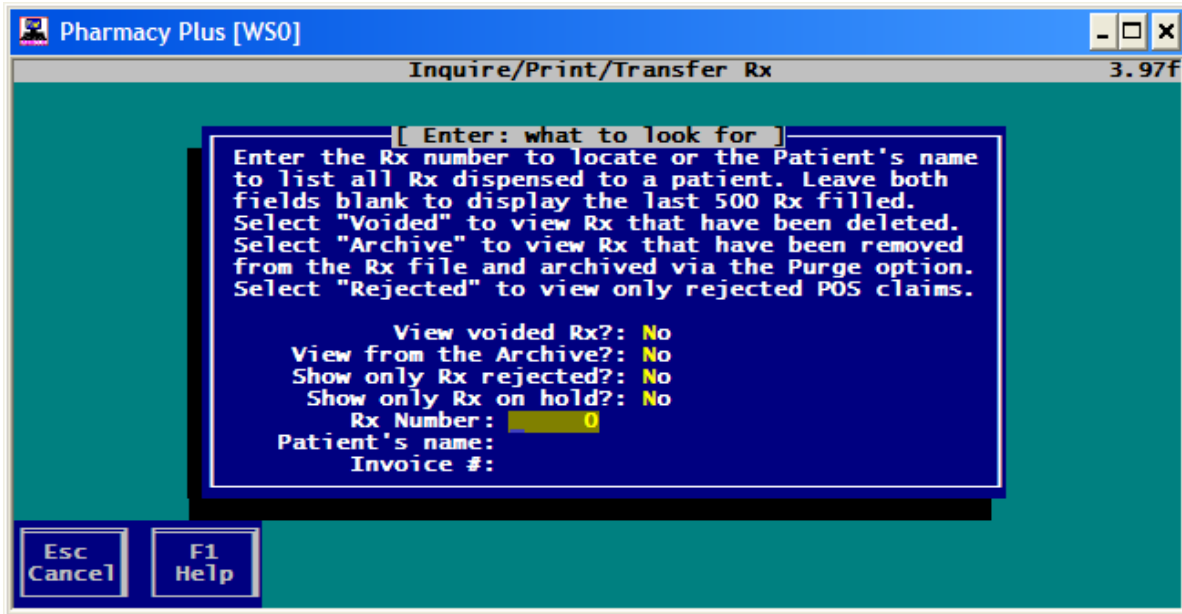 Pharmacy Plus [WS0]
Inquire/Print/Transfer Rx 3.97f
[ Enter: what to look for ]
Enter the Rx number to locate or the Patient's name
to list all Rx dispensed to a patient. Leave both
fields blank to display the last 500 Rx filled.
Select "Voided" to view Rx that have been deleted.
Select "Archive" to view Rx that have been removed
from the Rx file and archived via the Purge option.
Select "Rejected" to view only rejected POS claims.
View voided Rx?: No
View from the Archive?: No
Show only Rx rejected?: No
Show only Rx on hold?: No
Rx Number: _ 0
Patient's name:
Invoice #:
Esc F1
Cancel Help